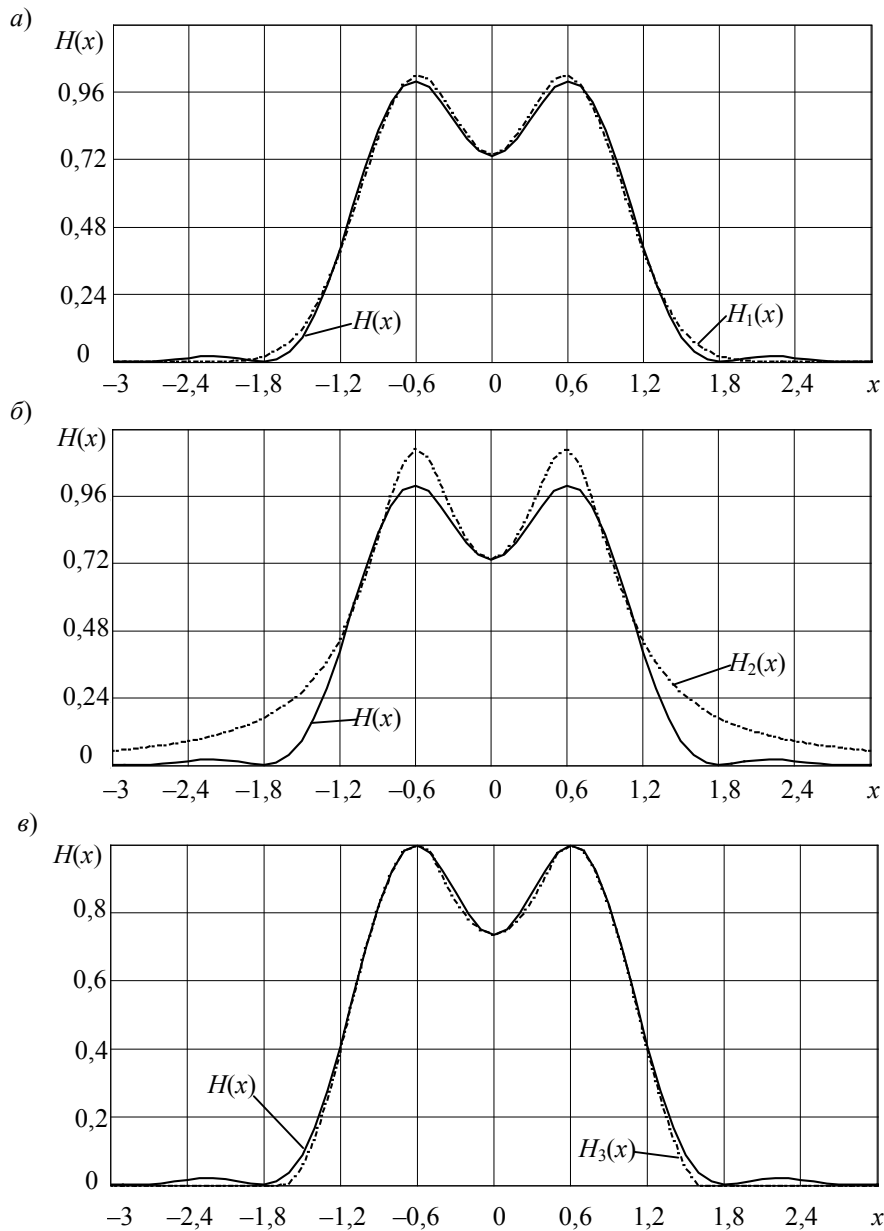 а)
H(x)
0,96
0,72
0,48
0,24
0
H(x)
H₁(x)
–3 –2,4 –1,8 –1,2 –0,6 0 0,6 1,2 1,8 2,4 x
б)
H(x)
0,96
0,72
0,48
0,24
0
H₂(x)
H(x)
–3 –2,4 –1,8 –1,2 –0,6 0 0,6 1,2 1,8 2,4 x
в)
H(x)
0,8
0,6
0,4
0,2
0
H(x)
H₃(x)
–3 –2,4 –1,8 –1,2 –0,6 0 0,6 1,2 1,8 2,4 x